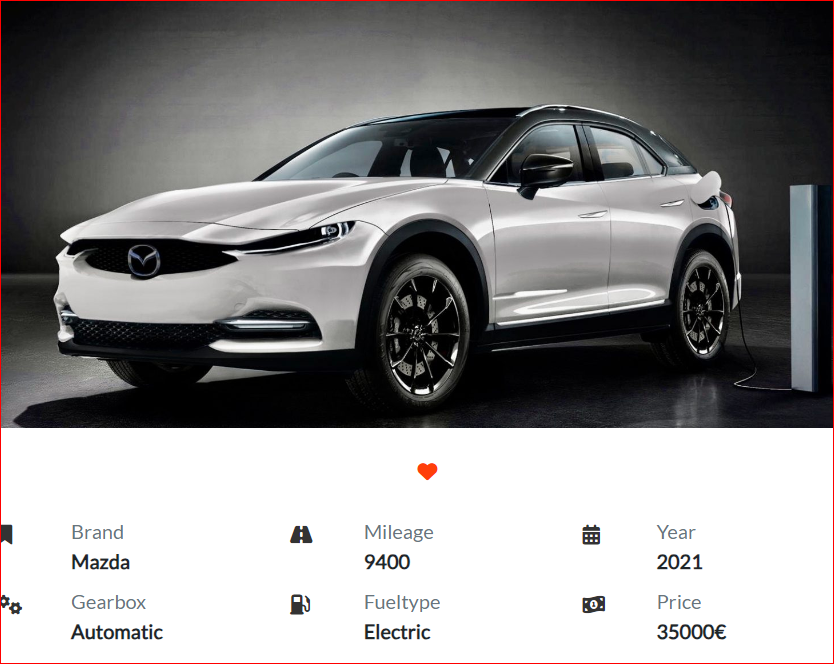 Brand
Mazda
Mileage
9400
Year
2021
Gearbox
Automatic
Fueltype
Electric
Price
35000€